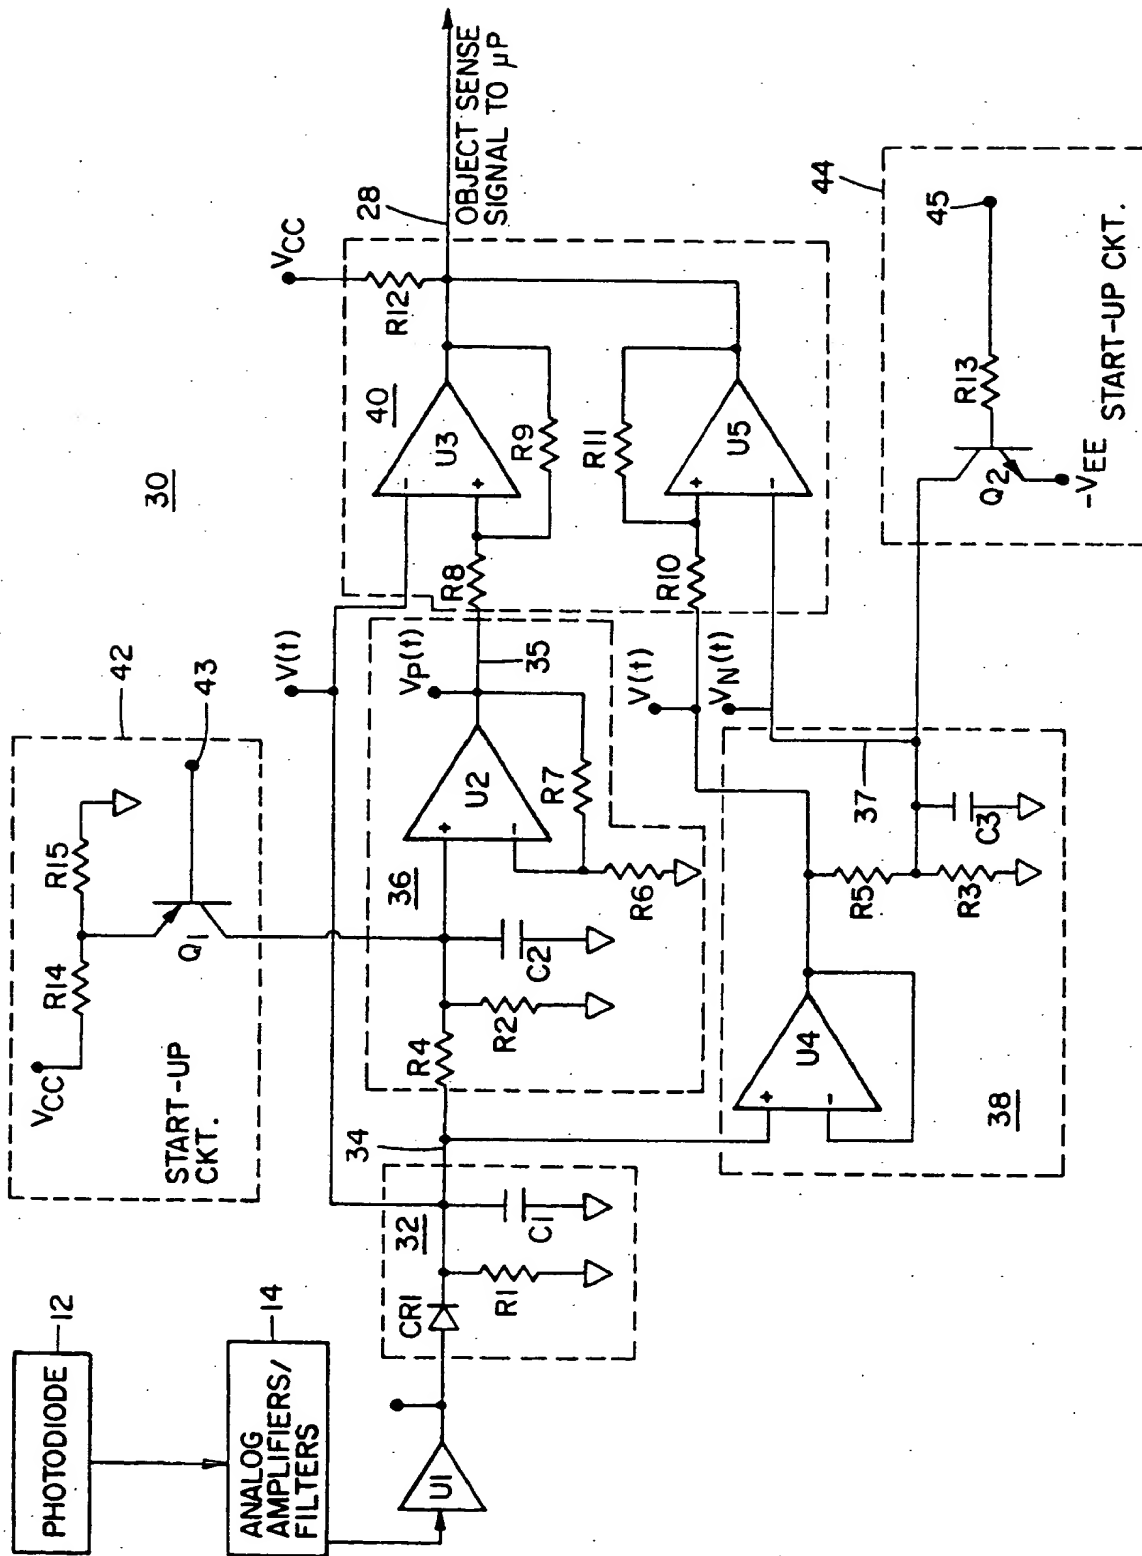 30
PHOTODIODE
12
ANALOG
AMPLIFIERS/
FILTERS
14
U1
VCC
R14
R15
Q1
43
42
START-UP
CKT.
V(t)
32
CR1
R1
C1
34
R4
R2
C2
36
U2
+
-
R6
R7
VP(t)
35
R8
40
U3
-
+
R9
VCC
R12
28
OBJECT SENSE
SIGNAL TO μP
V(t)
VN(t)
R10
R11
U5
+
-
37
U4
+
-
38
R5
R3
C3
44
45
R13
Q2
-VEE
START-UP CKT.